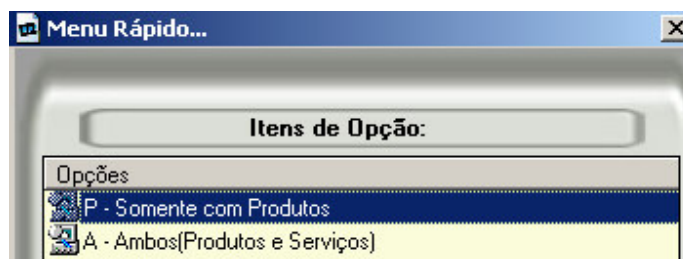 Menu Rápido...
Itens de Opção:
Opções
P - Somente com Produtos
A - Ambos(Produtos e Serviços)